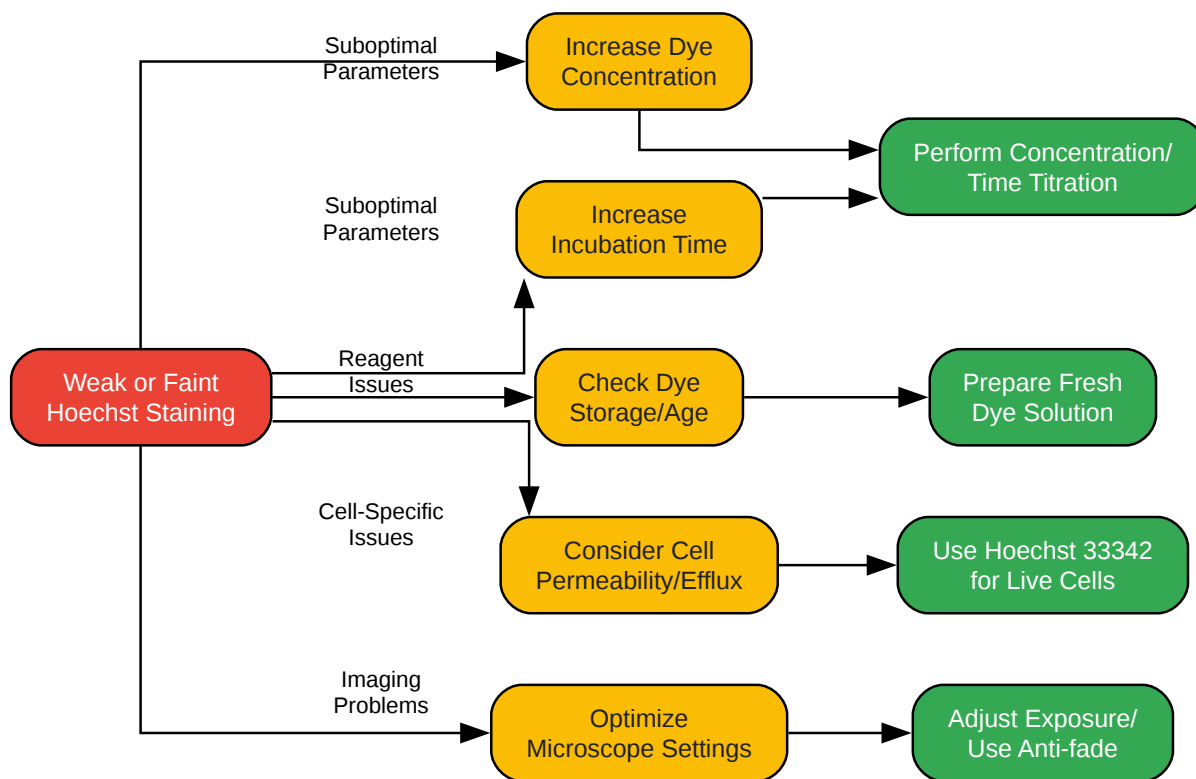 Suboptimal
Parameters
Increase Dye
Concentration
Perform Concentration/
Time Titration
Suboptimal
Parameters
Increase
Incubation Time
Weak or Faint
Hoechst Staining
Reagent
Issues
Check Dye
Storage/Age
Prepare Fresh
Dye Solution
Cell-Specific
Issues
Consider Cell
Permeability/Efflux
Use Hoechst 33342
for Live Cells
Imaging
Problems
Optimize
Microscope Settings
Adjust Exposure/
Use Anti-fade